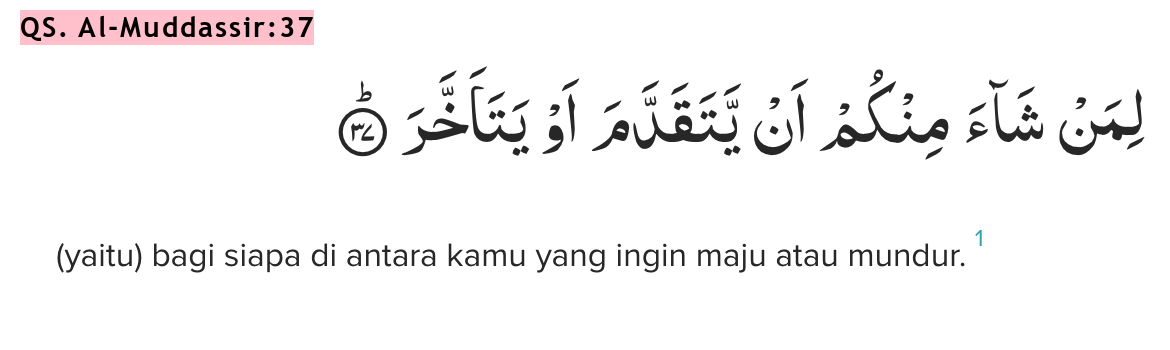 QS. Al-Muddassir:37
لِمَنْ شَاۤءَ مِنْكُمْ اَنْ يَّتَقَدَّمَ اَوْ يَتَاَخَّرَۗ ٣٧
(yaitu) bagi siapa di antara kamu yang ingin maju atau mundur. 1